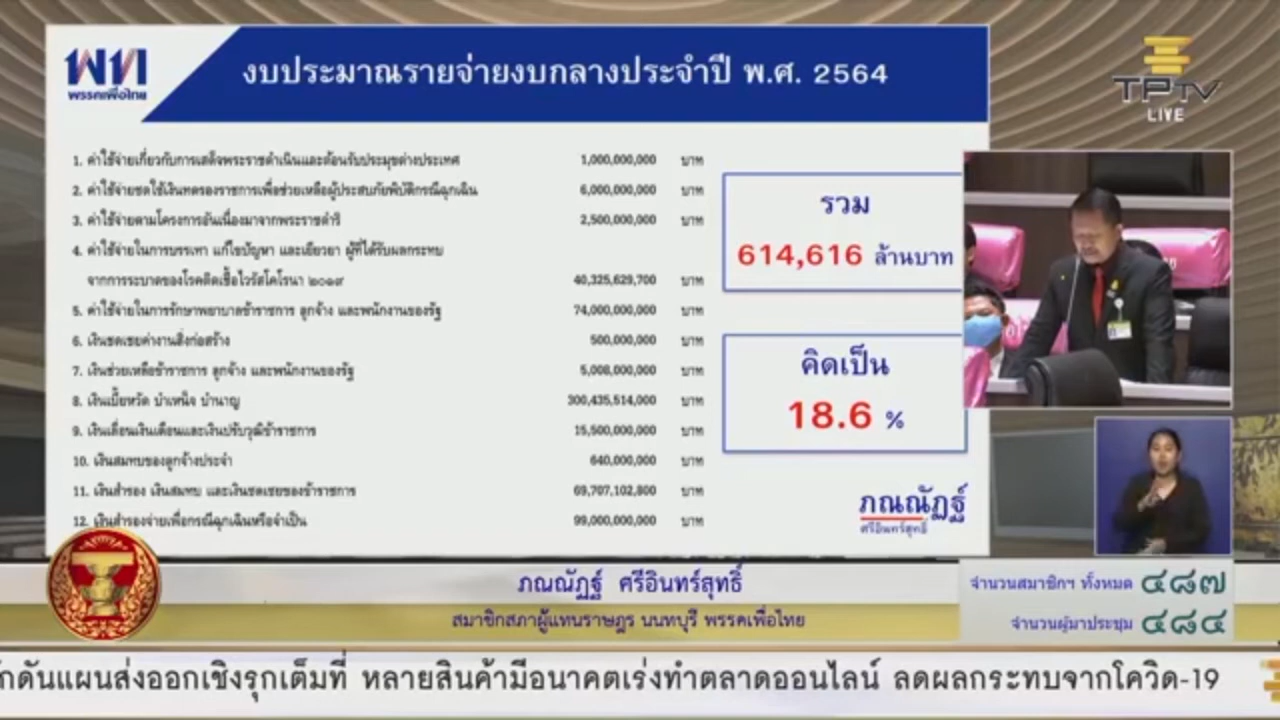 พท
พรรคเพื่อไทย
งบประมาณรายจ่ายงบกลางประจำปี พ.ศ. 2564
TPTV
LIVE
1. ค่าใช้จ่ายเกี่ยวกับการเสด็จพระราชดำเนินและต้อนรับประมุขต่างประเทศ 1,000,000,000 บาท
2. ค่าใช้จ่ายชดใช้เงินทดรองราชการเพื่อช่วยเหลือผู้ประสบภัยพิบัติกรณีฉุกเฉิน 6,000,000,000 บาท
3. ค่าใช้จ่ายตามโครงการอันเนื่องมาจากพระราชดำริ 2,500,000,000 บาท
4. ค่าใช้จ่ายในการบรรเทา แก้ไขปัญหา และเยียวยา ผู้ที่ได้รับผลกระทบ
จากการระบาดของโรคติดเชื้อไวรัสโคโรนา ๒๐๑๙ 40,325,629,700 บาท
5. ค่าใช้จ่ายในการรักษาพยาบาลข้าราชการ ลูกจ้าง และพนักงานของรัฐ 74,000,000,000 บาท
6. เงินชดเชยค่างานสิ่งก่อสร้าง 500,000,000 บาท
7. เงินช่วยเหลือข้าราชการ ลูกจ้าง และพนักงานของรัฐ 5,008,000,000 บาท
8. เงินเบี้ยหวัด บำเหน็จ บำนาญ 300,435,514,000 บาท
9. เงินเลื่อนเงินเดือนและเงินปรับวุฒิข้าราชการ 15,500,000,000 บาท
10. เงินสมทบของลูกจ้างประจำ 640,000,000 บาท
11. เงินสำรอง เงินสมทบ และเงินชดเชยของข้าราชการ 69,707,102,800 บาท
12. เงินสำรองจ่ายเพื่อกรณีฉุกเฉินหรือจำเป็น 99,000,000,000 บาท
รวม
614,616 ล้านบาท
คิดเป็น
18.6 %
ภณณัฏฐ์
ศรีอินทร์สุทธิ์
ภณณัฏฐ์ ศรีอินทร์สุทธิ์
สมาชิกสภาผู้แทนราษฎร นนทบุรี พรรคเพื่อไทย
จำนวนสมาชิกฯ ทั้งหมด ๔๘๗
จำนวนผู้มาประชุม ๔๘๔
ักดันแผนส่งออกเชิงรุกเต็มที่ หลายสินค้ามีอนาคตเร่งทำตลาดออนไลน์ ลดผลกระทบจากโควิด-19